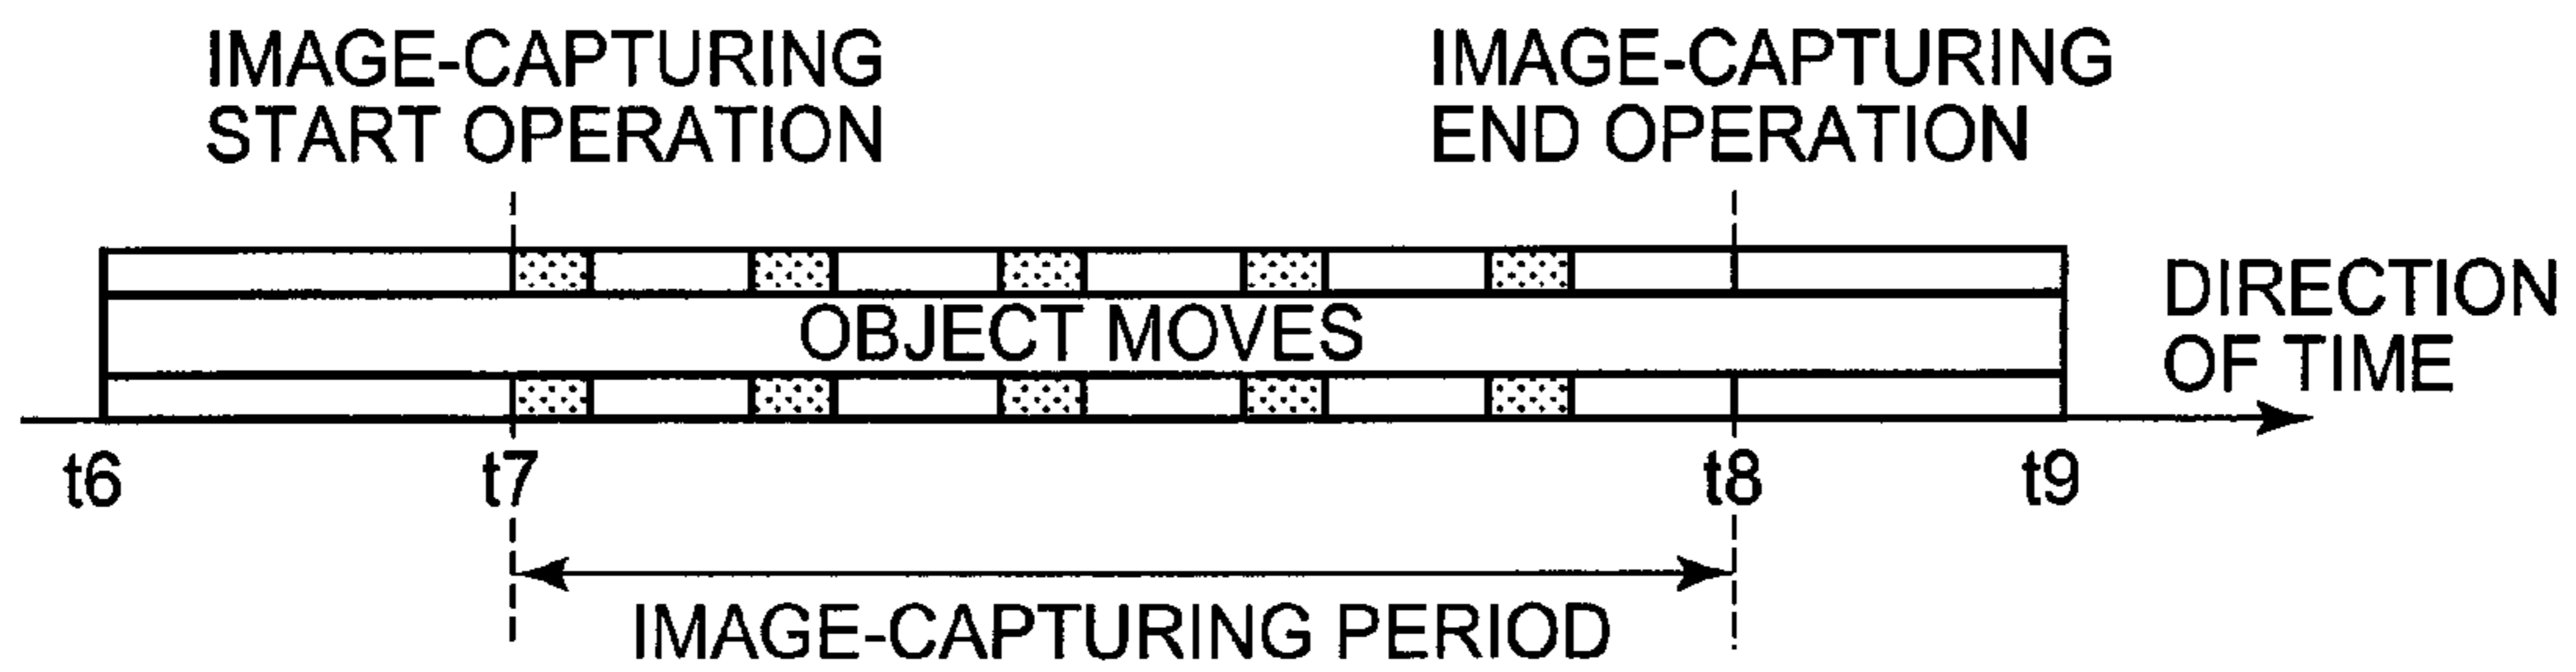 IMAGE-CAPTURING
START OPERATION
IMAGE-CAPTURING
END OPERATION
OBJECT MOVES
DIRECTION
OF TIME
t6
t7
t8
t9
IMAGE-CAPTURING PERIOD